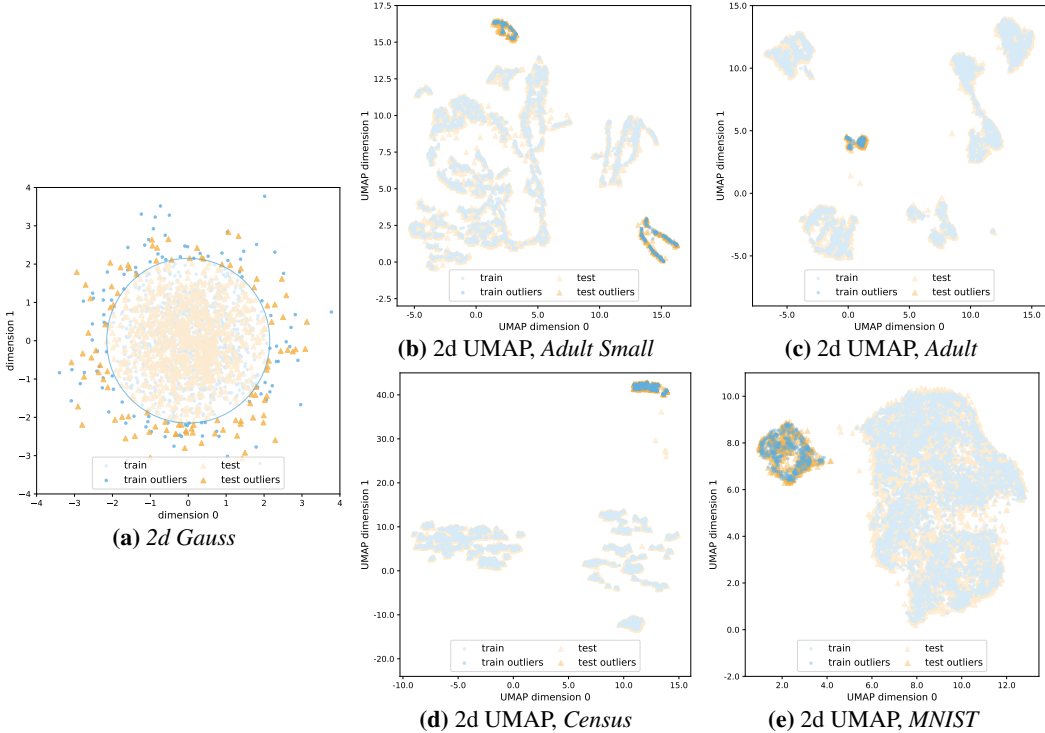 4
3
2
1
0
−1
−2
−3
−4
−4
−3
−2
−1
0
1
2
3
4
dimension 1
dimension 0
train
train outliers
test
test outliers
(a) 2d Gauss
17.5
15.0
12.5
10.0
7.5
5.0
2.5
0.0
-2.5
-5.0
0.0
5.0
10.0
15.0
UMAP dimension 1
UMAP dimension 0
train
train outliers
test
test outliers
(b) 2d UMAP, Adult Small
15.0
10.0
5.0
0.0
-5.0
-5.0
0.0
5.0
10.0
15.0
UMAP dimension 1
UMAP dimension 0
train
train outliers
test
test outliers
(c) 2d UMAP, Adult
40.0
30.0
20.0
10.0
0.0
-10.0
-20.0
-10.0
-5.0
0.0
5.0
10.0
15.0
UMAP dimension 1
UMAP dimension 0
train
train outliers
test
test outliers
(d) 2d UMAP, Census
10.0
8.0
6.0
4.0
2.0
0.0
-2.0
2.0
4.0
6.0
8.0
10.0
12.0
UMAP dimension 1
UMAP dimension 0
train
train outliers
test
test outliers
(e) 2d UMAP, MNIST